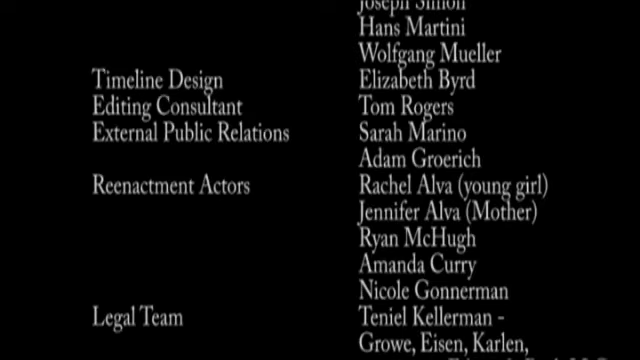 Joseph Simon
Hans Martini
Wolfgang Mueller
Timeline Design Elizabeth Byrd
Editing Consultant Tom Rogers
External Public Relations Sarah Marino
Adam Groerich
Reenactment Actors Rachel Alva (young girl)
Jennifer Alva (Mother)
Ryan McHugh
Amanda Curry
Nicole Gonnerman
Legal Team Teniel Kellerman -
Growe, Eisen, Karlen,